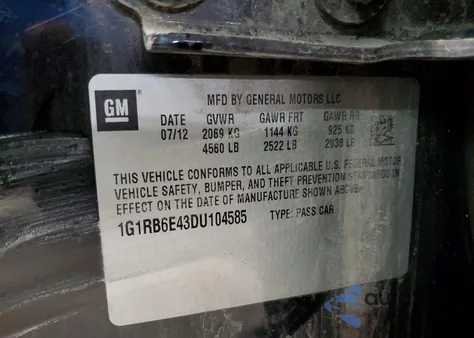 GM
MFD BY GENERAL MOTORS LLC
DATE GVWR GAWR FRT GAWR RR
07/12 2069 KG 1144 KG 925 KG
4560 LB 2522 LB 2038 LB
THIS VEHICLE CONFORMS TO ALL APPLICABLE U.S. FEDERAL MOTOR
VEHICLE SAFETY, BUMPER, AND THEFT PREVENTION STANDARDS IN
EFFECT ON THE DATE OF MANUFACTURE SHOWN ABOVE.
1G1RB6E43DU104585 TYPE: PASS CAR